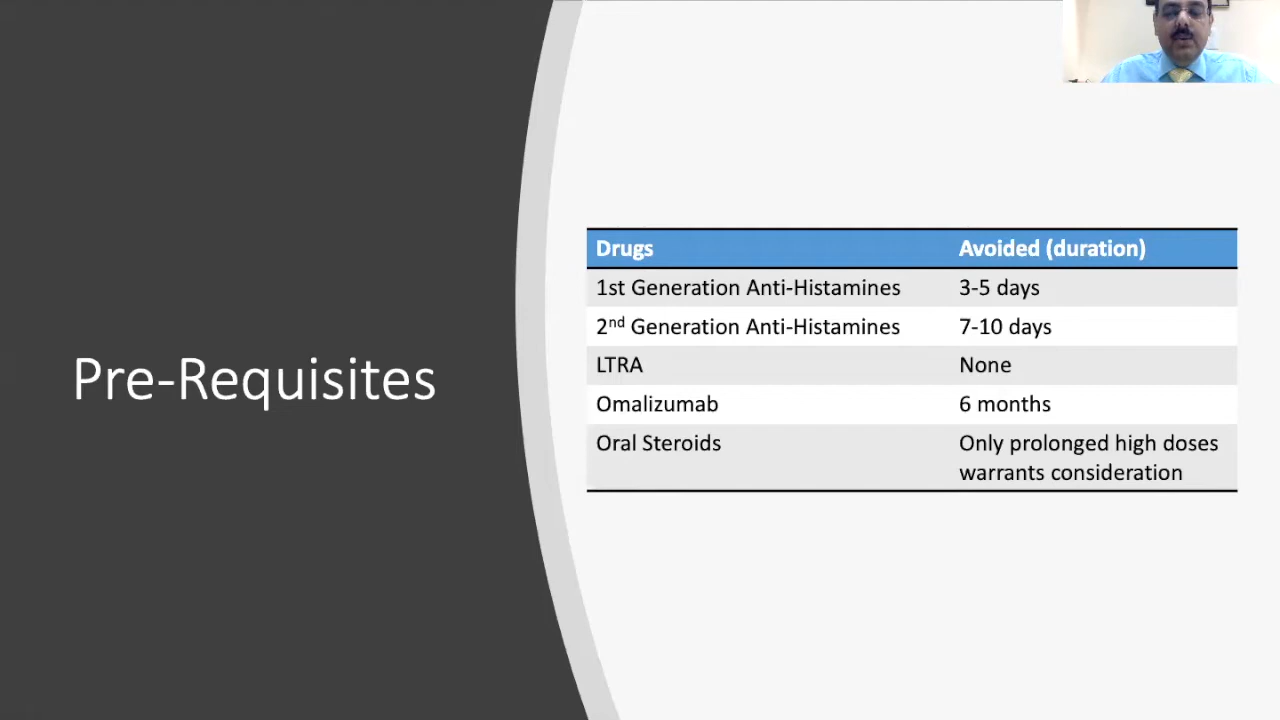 Pre-Requisites
Drugs Avoided (duration)
1st Generation Anti-Histamines 3-5 days
2nd Generation Anti-Histamines 7-10 days
LTRA None
Omalizumab 6 months
Oral Steroids Only prolonged high doses
warrants consideration